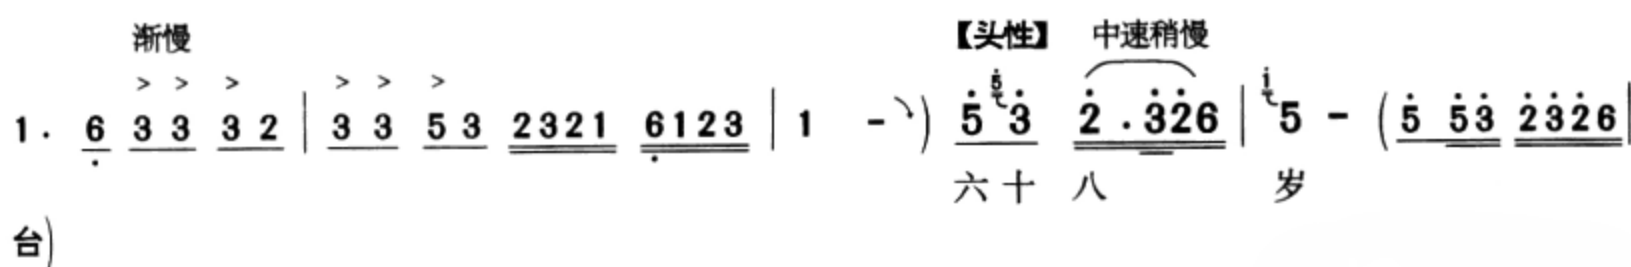 渐慢 【头性】 中速稍慢
1. 6 3 3 3 2 | 3 3 5 3 2321 6123 | 1 - ) 5 5 3 2.326 | i 5 - ( 5 53 2326 |
六 十 八 岁
台)